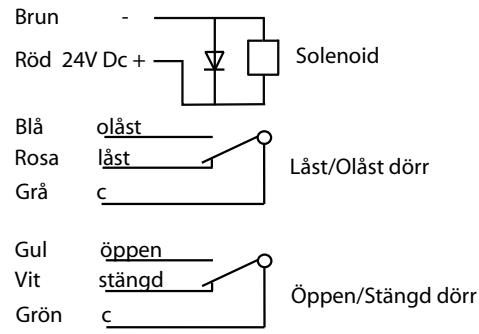 Brun -
Röd 24V Dc +
Solenoid
Blå olåst
Rosa låst
Låst/Olåst dörr
Grå c
Gul öppen
Vit stängd
Öppen/Stängd dörr
Grön c